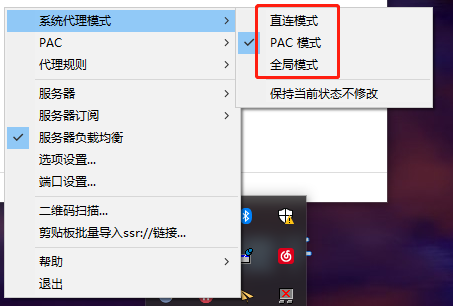 系统代理模式
PAC
代理规则
服务器
服务器订阅
服务器负载均衡
选项设置...
端口设置...
二维码扫描...
剪贴板批量导入ssr://链接...
帮助
退出
直连模式
PAC 模式
全局模式
保持当前状态不修改